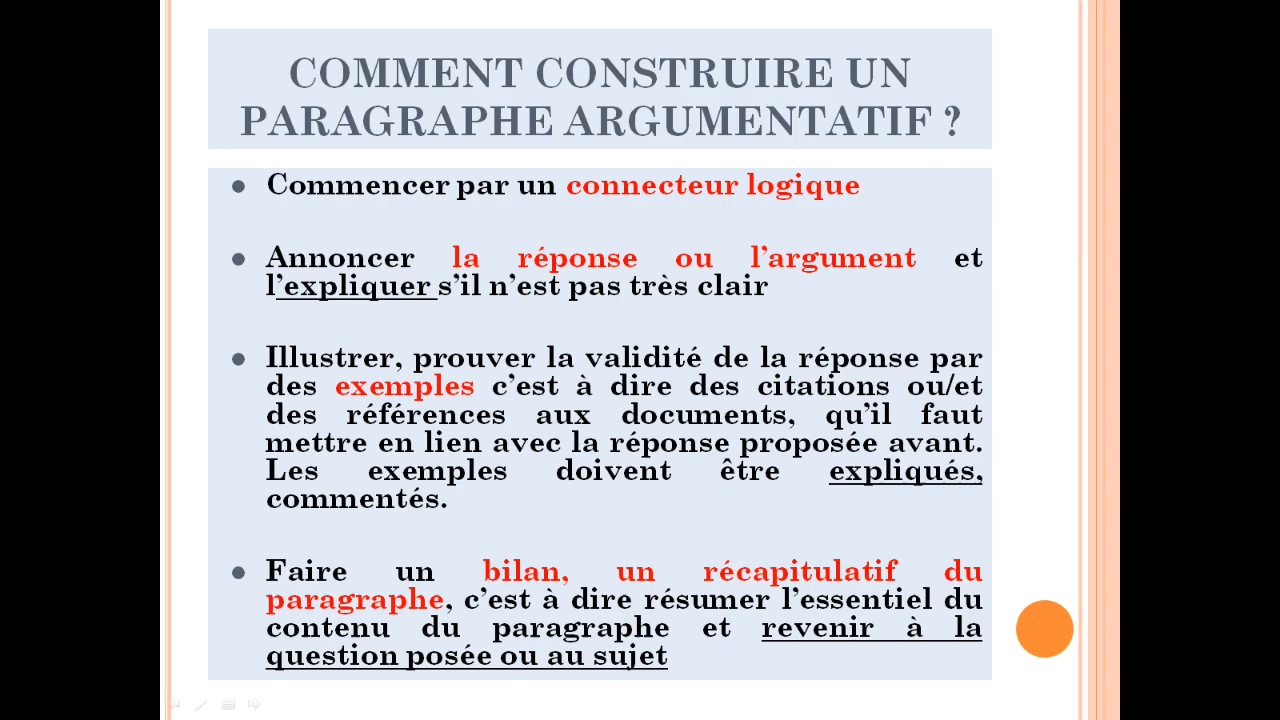 COMMENT CONSTRUIRE UN
PARAGRAPHE ARGUMENTATIF ?
● Commencer par un connecteur logique
● Annoncer la réponse ou l’argument et
l’expliquer s’il n’est pas très clair
● Illustrer, prouver la validité de la réponse par
des exemples c’est à dire des citations ou/et
des références aux documents, qu’il faut
mettre en lien avec la réponse proposée avant.
Les exemples doivent être expliqués,
commentés.
● Faire un bilan, un récapitulatif du
paragraphe, c’est à dire résumer l’essentiel du
contenu du paragraphe et revenir à la
question posée ou au sujet